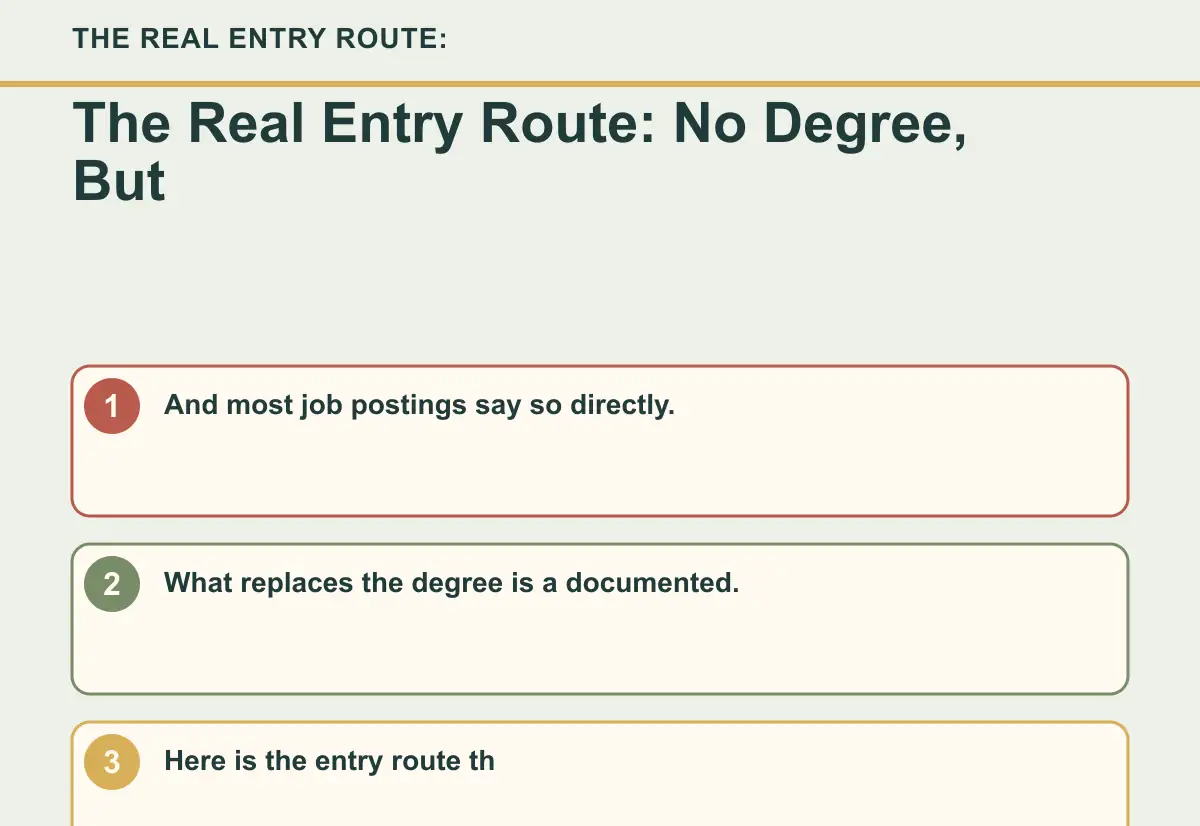 THE REAL ENTRY ROUTE:
The Real Entry Route: No Degree,
But
1 And most job postings say so directly.
2 What replaces the degree is a documented.
3 Here is the entry route th